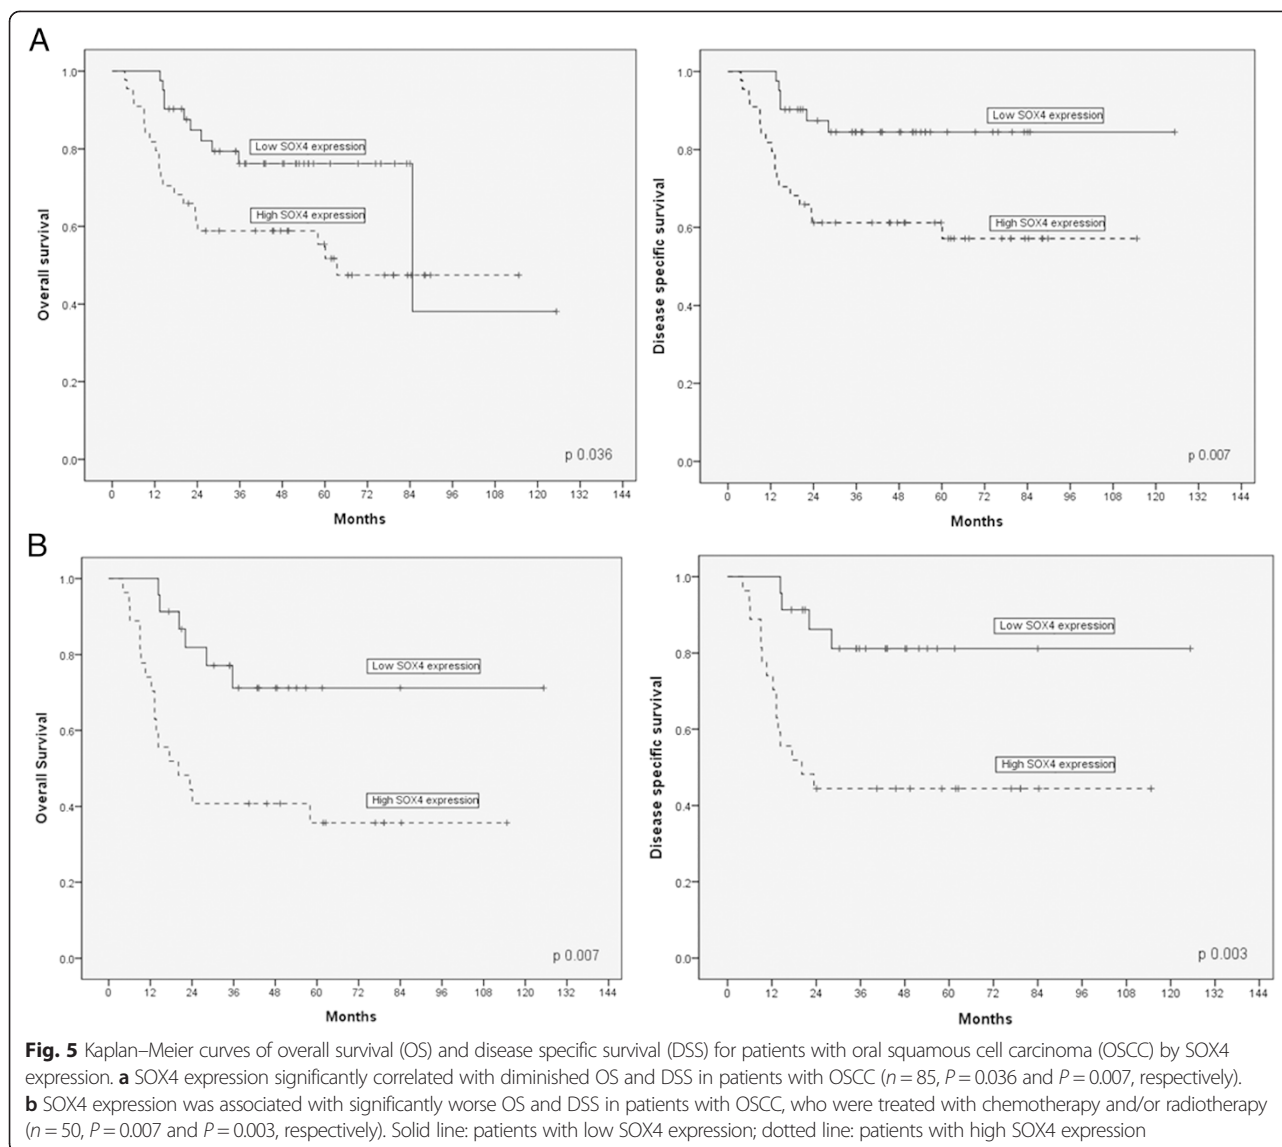 A
1.0
0.8
0.6
0.4
0.2
0.0
Overall survival
Low SOX4 expression
High SOX4 expression
p 0.036
0 12 24 36 48 60 72 84 96 108 120 132 144
Months
1.0
0.8
0.6
0.4
0.2
0.0
Disease specific survival
Low SOX4 expression
High SOX4 expression
p 0.007
0 12 24 36 48 60 72 84 96 108 120 132 144
Months
B
1.0
0.8
0.6
0.4
0.2
0.0
Overall Survival
Low SOX4 expression
High SOX4 expression
p 0.007
0 12 24 36 48 60 72 84 96 108 120 132 144
Months
1.0
0.8
0.6
0.4
0.2
0.0
Disease specific survival
Low SOX4 expression
High SOX4 expression
p 0.003
0 12 24 36 48 60 72 84 96 108 120 132 144
Months
Fig. 5 Kaplan–Meier curves of overall survival (OS) and disease specific survival (DSS) for patients with oral squamous cell carcinoma (OSCC) by SOX4
expression. a SOX4 expression significantly correlated with diminished OS and DSS in patients with OSCC (n = 85, P = 0.036 and P = 0.007, respectively).
b SOX4 expression was associated with significantly worse OS and DSS in patients with OSCC, who were treated with chemotherapy and/or radiotherapy
(n = 50, P = 0.007 and P = 0.003, respectively). Solid line: patients with low SOX4 expression; dotted line: patients with high SOX4 expression